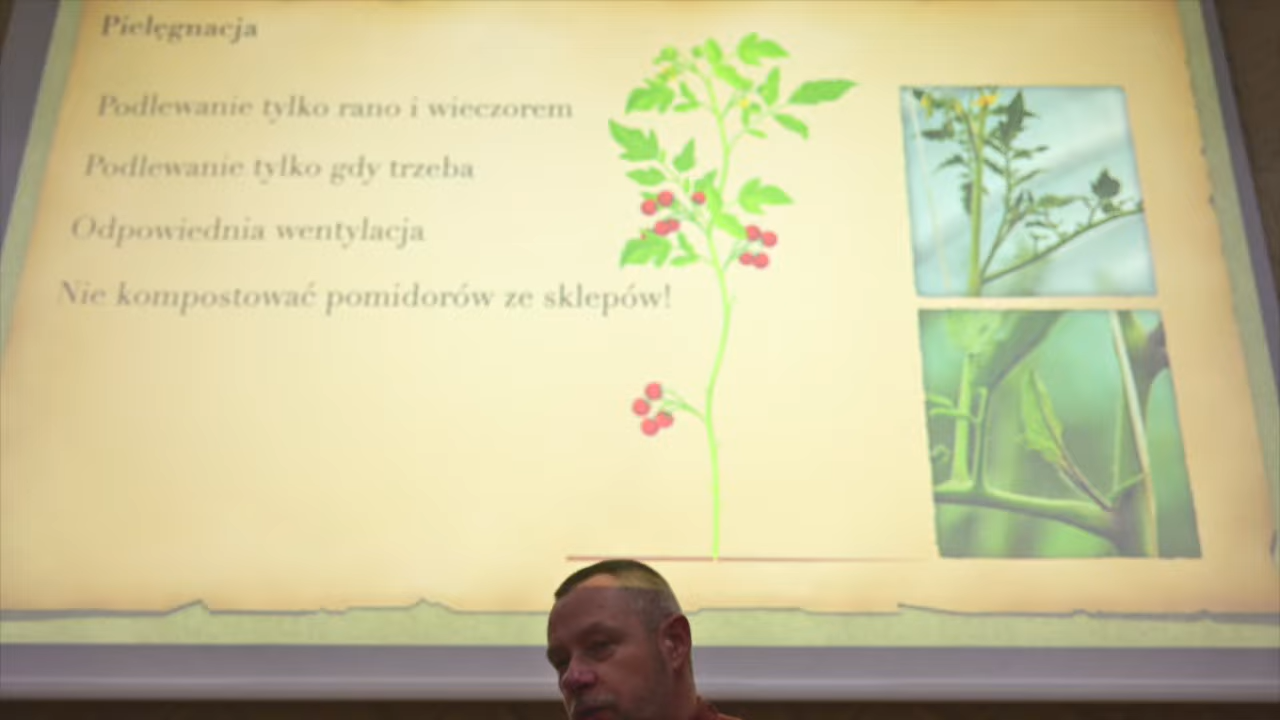 Pielęgnacja
Podlewanie tylko rano i wieczorem
Podlewanie tylko gdy trzeba
Odpowiednia wentylacja
Nie kompostować pomidorów ze sklepów!